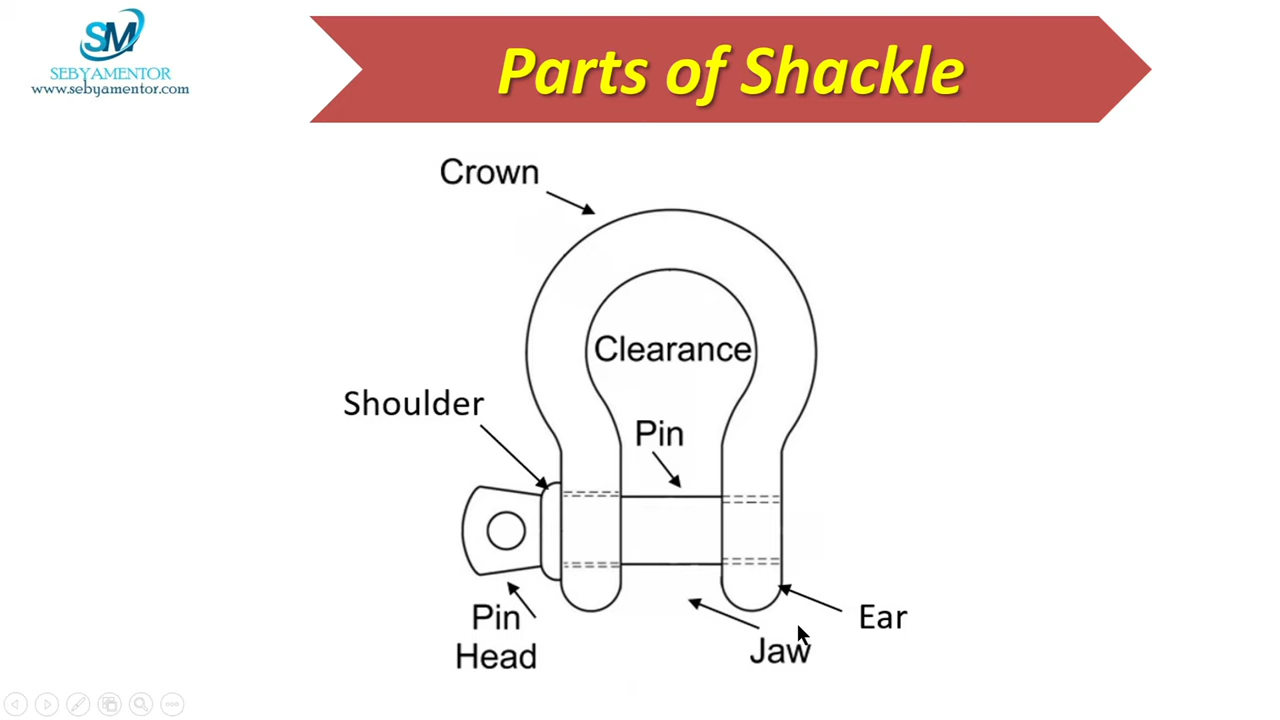 SM
SEBYAMENTOR
www.sebyamentor.com
Parts of Shackle
Crown
Clearance
Shoulder
Pin
Pin
Head
Ear
Jaw